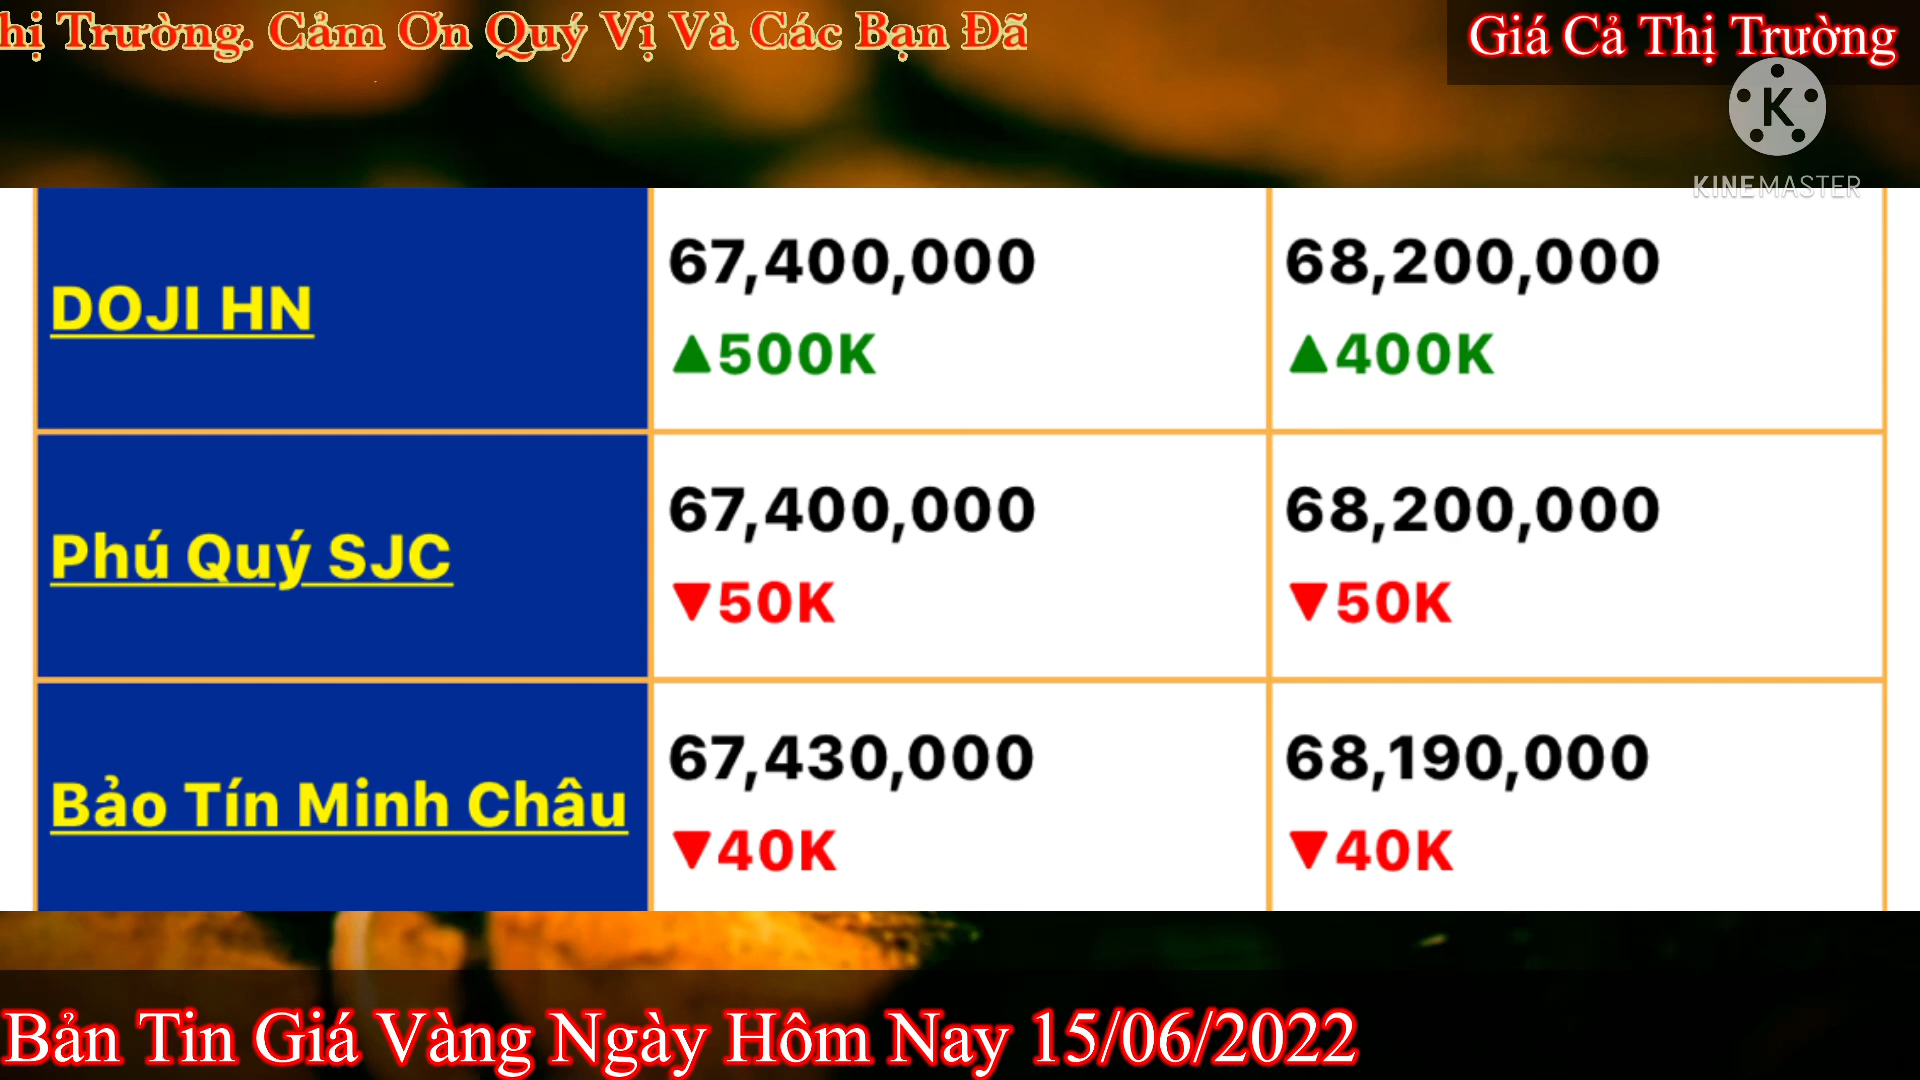 hị Trường. Cảm Ơn Quý Vị Và Các Bạn Đã
Giá Cả Thị Trường
K
KINEMASTER
DOJI HN
67,400,000
▲500K
68,200,000
▲400K
Phú Quý SJC
67,400,000
▼50K
68,200,000
▼50K
Bảo Tín Minh Châu
67,430,000
▼40K
68,190,000
▼40K
Bản Tin Giá Vàng Ngày Hôm Nay 15/06/2022